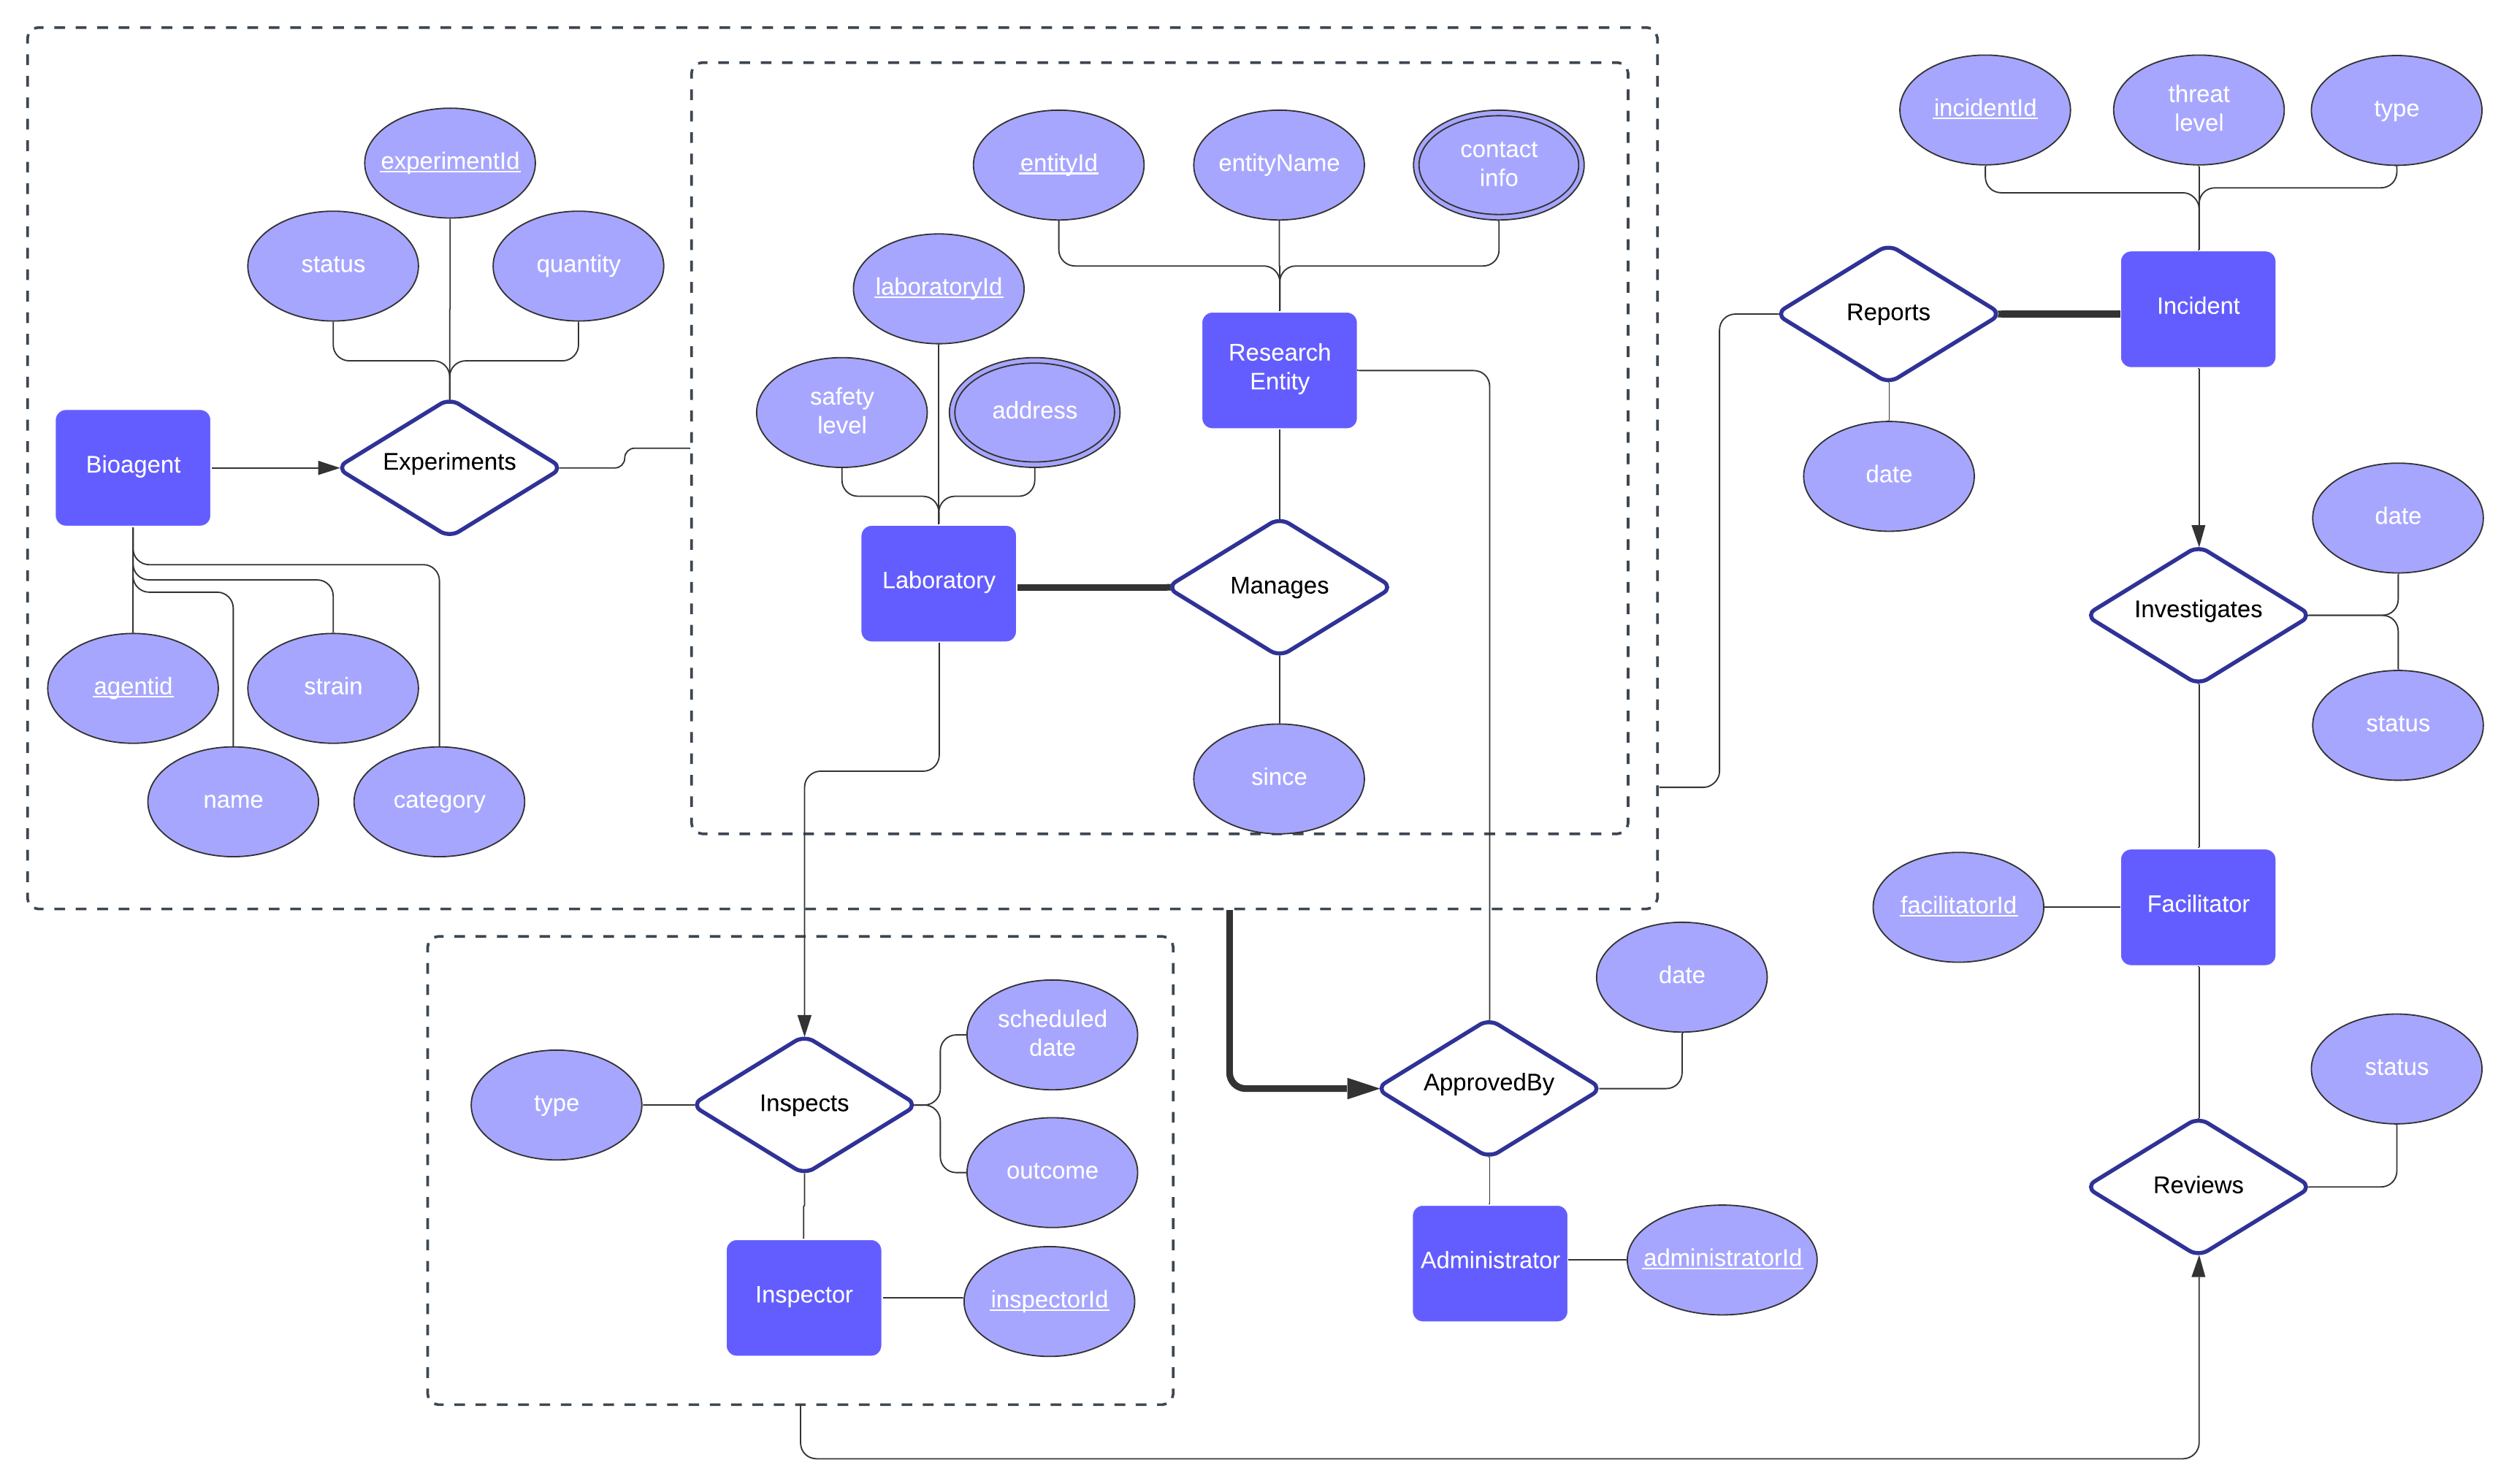 incidentId
threat
level
type
experimentId
entityId
entityName
contact
info
status
quantity
laboratoryId
Reports
Incident
Research
Entity
safety
level
address
Bioagent
Experiments
date
date
Laboratory
Manages
Investigates
agentid
strain
status
since
name
category
facilitatorId
Facilitator
date
scheduled
date
status
type
Inspects
ApprovedBy
outcome
Reviews
Administrator
administratorId
Inspector
inspectorId